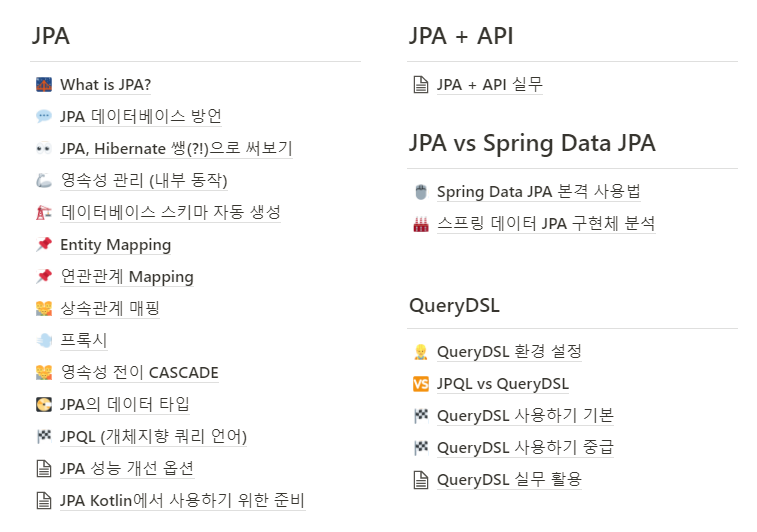 JPA
What is JPA?
JPA 데이터베이스 방언
JPA, Hibernate 쌩(?!)으로 써보기
영속성 관리 (내부 동작)
데이터베이스 스키마 자동 생성
Entity Mapping
연관관계 Mapping
상속관계 매핑
프록시
영속성 전이 CASCADE
JPA의 데이터 타입
JPQL (개체지향 쿼리 언어)
JPA 성능 개선 옵션
JPA Kotlin에서 사용하기 위한 준비
JPA + API
JPA + API 실무
JPA vs Spring Data JPA
Spring Data JPA 본격 사용법
스프링 데이터 JPA 구현체 분석
QueryDSL
QueryDSL 환경 설정
JPQL vs QueryDSL
QueryDSL 사용하기 기본
QueryDSL 사용하기 중급
QueryDSL 실무 활용